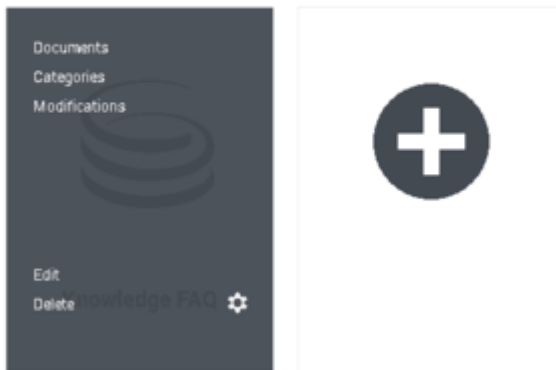 Documents
Categories
Modifications
Edit
Delete
Knowledge FAQ